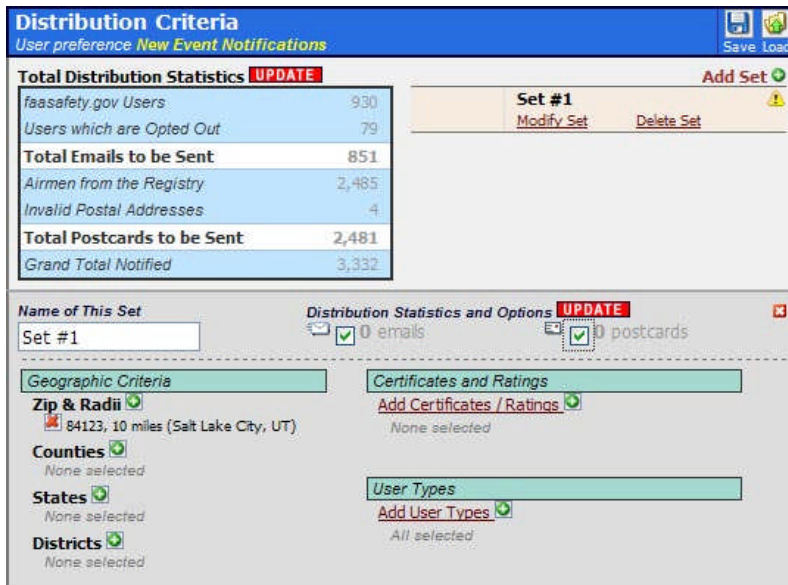 Distribution Criteria
User preference New Event Notifications
Save Load
Total Distribution Statistics UPDATE
faasafety.gov Users 930
Users which are Opted Out 79
Total Emails to be Sent 851
Airmen from the Registry 2,485
Invalid Postal Addresses 4
Total Postcards to be Sent 2,481
Grand Total Notified 3,332
Add Set
Set #1
Modify Set Delete Set
Name of This Set
Set #1
Distribution Statistics and Options UPDATE
0 emails 0 postcards
Geographic Criteria
Zip & Radii
84123, 10 miles (Salt Lake City, UT)
Counties
None selected
States
None selected
Districts
None selected
Certificates and Ratings
Add Certificates / Ratings
None selected
User Types
Add User Types
All selected